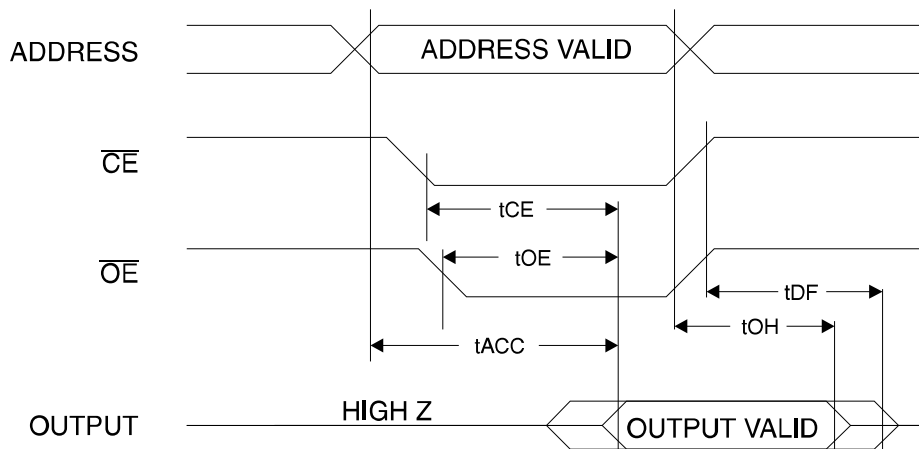 ADDRESS
ADDRESS VALID
CE
tCE
OE
tOE
tDF
tOH
tACC
HIGH Z
OUTPUT
OUTPUT VALID